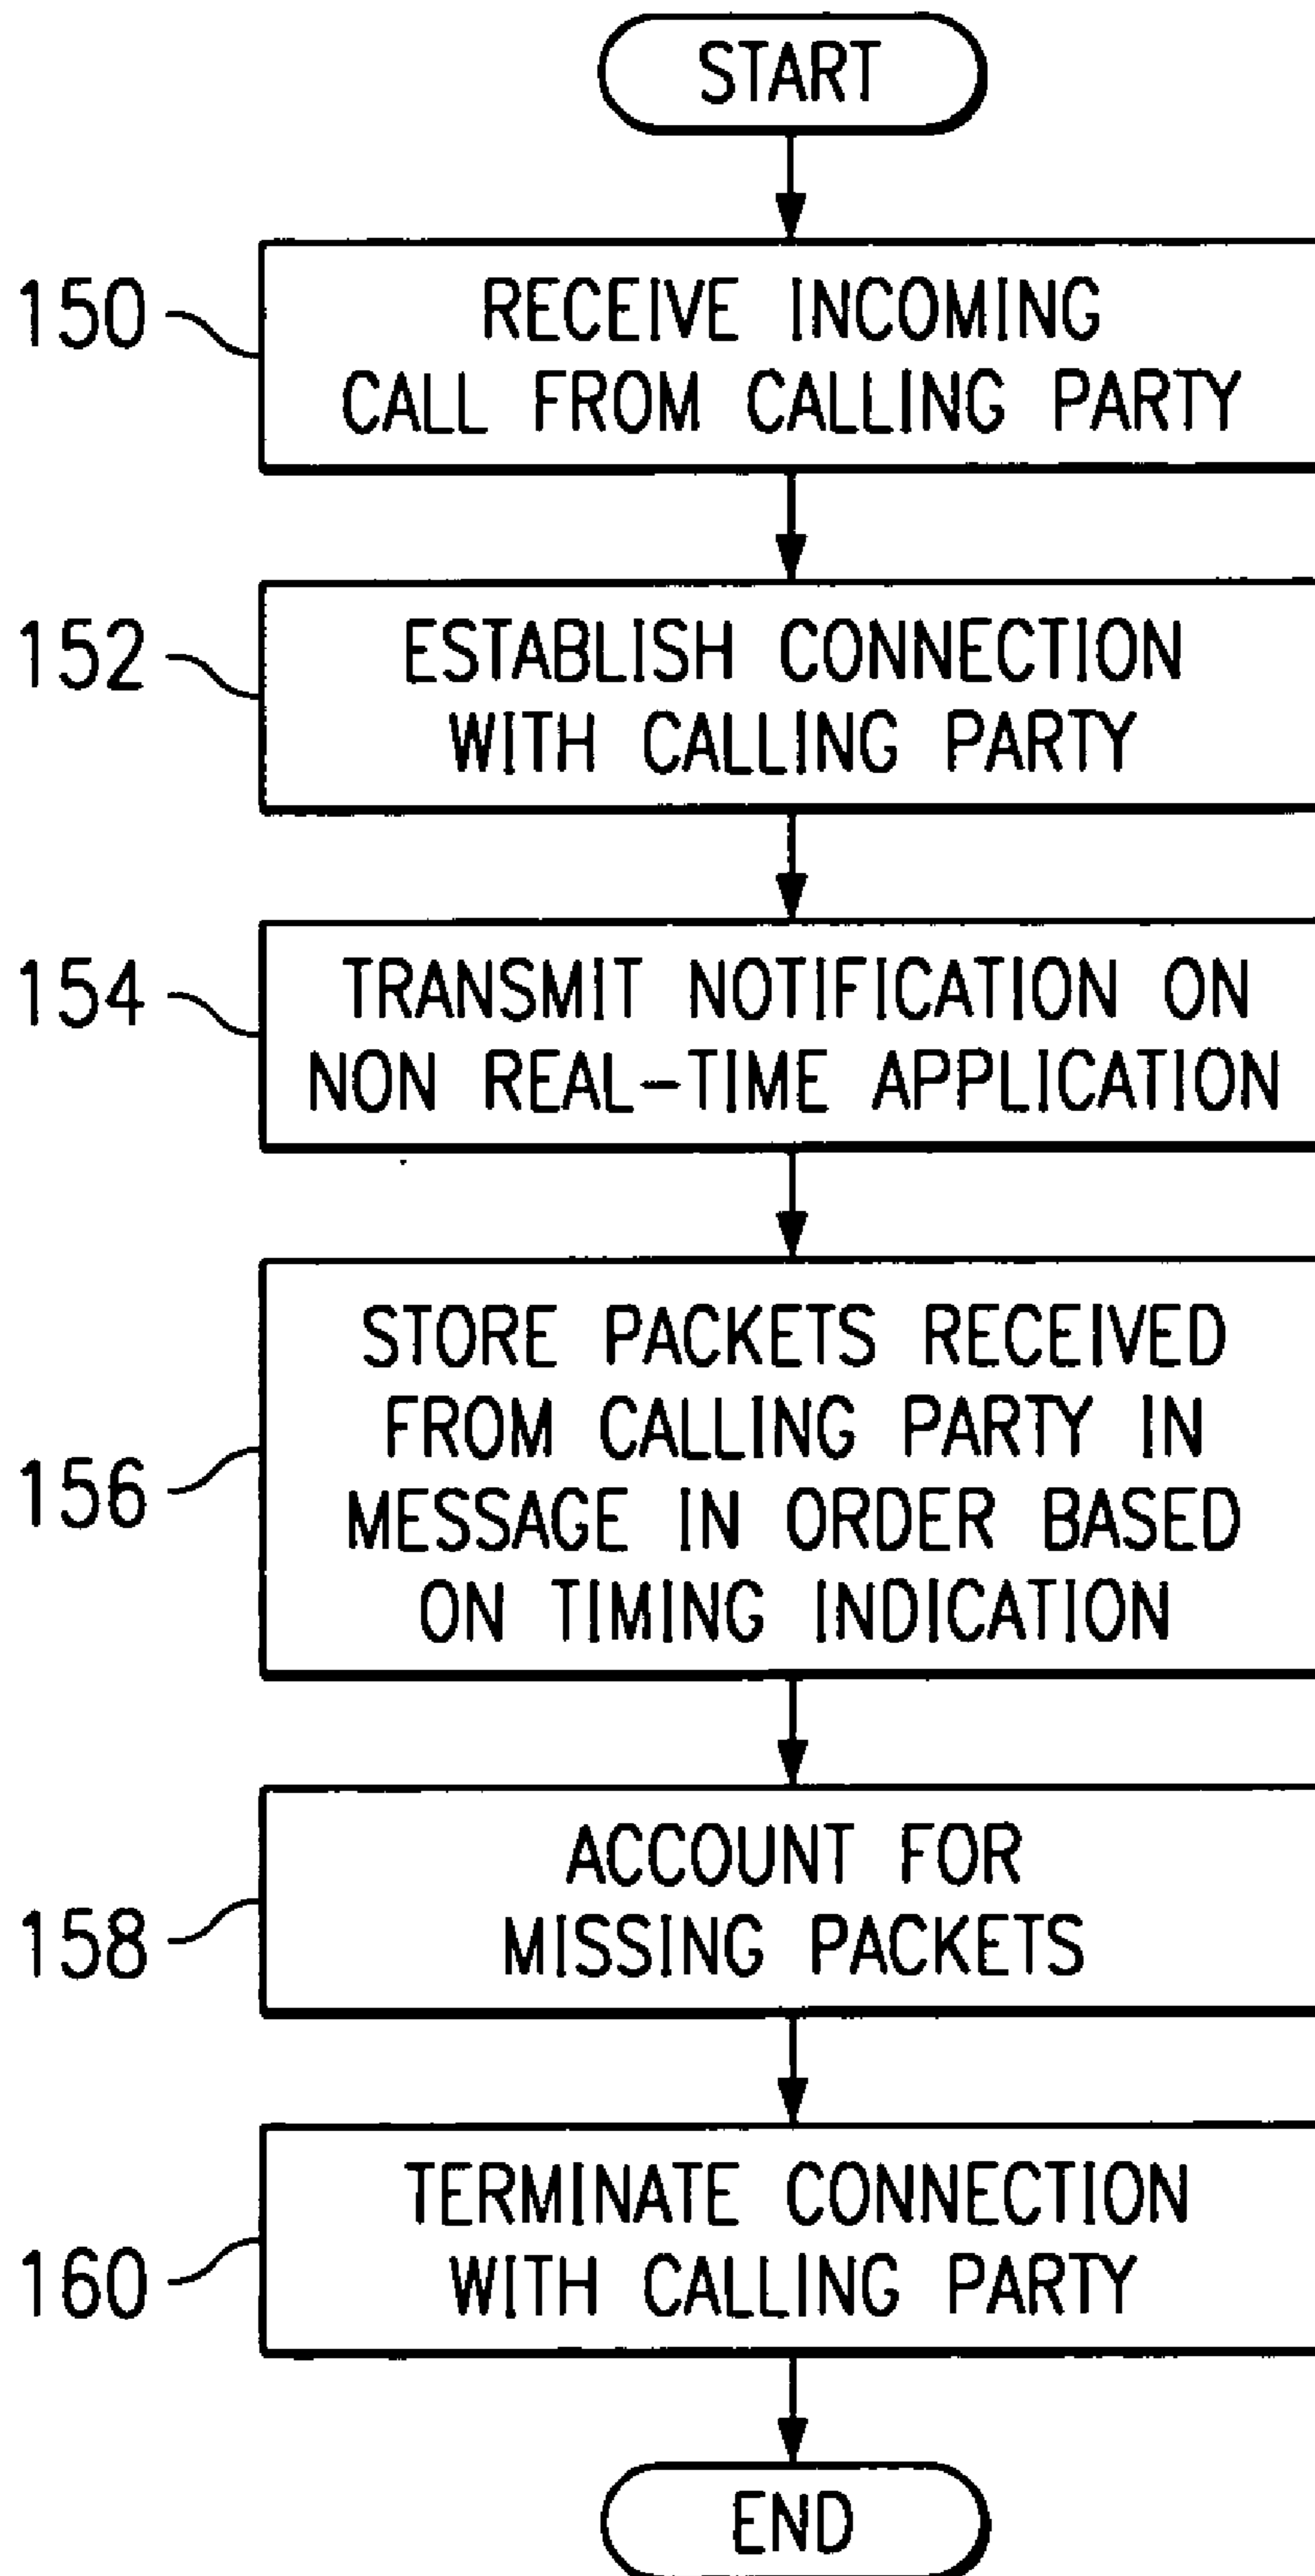 START
150
RECEIVE INCOMING
CALL FROM CALLING PARTY
152
ESTABLISH CONNECTION
WITH CALLING PARTY
154
TRANSMIT NOTIFICATION ON
NON REAL-TIME APPLICATION
156
STORE PACKETS RECEIVED
FROM CALLING PARTY IN
MESSAGE IN ORDER BASED
ON TIMING INDICATION
158
ACCOUNT FOR
MISSING PACKETS
160
TERMINATE CONNECTION
WITH CALLING PARTY
END